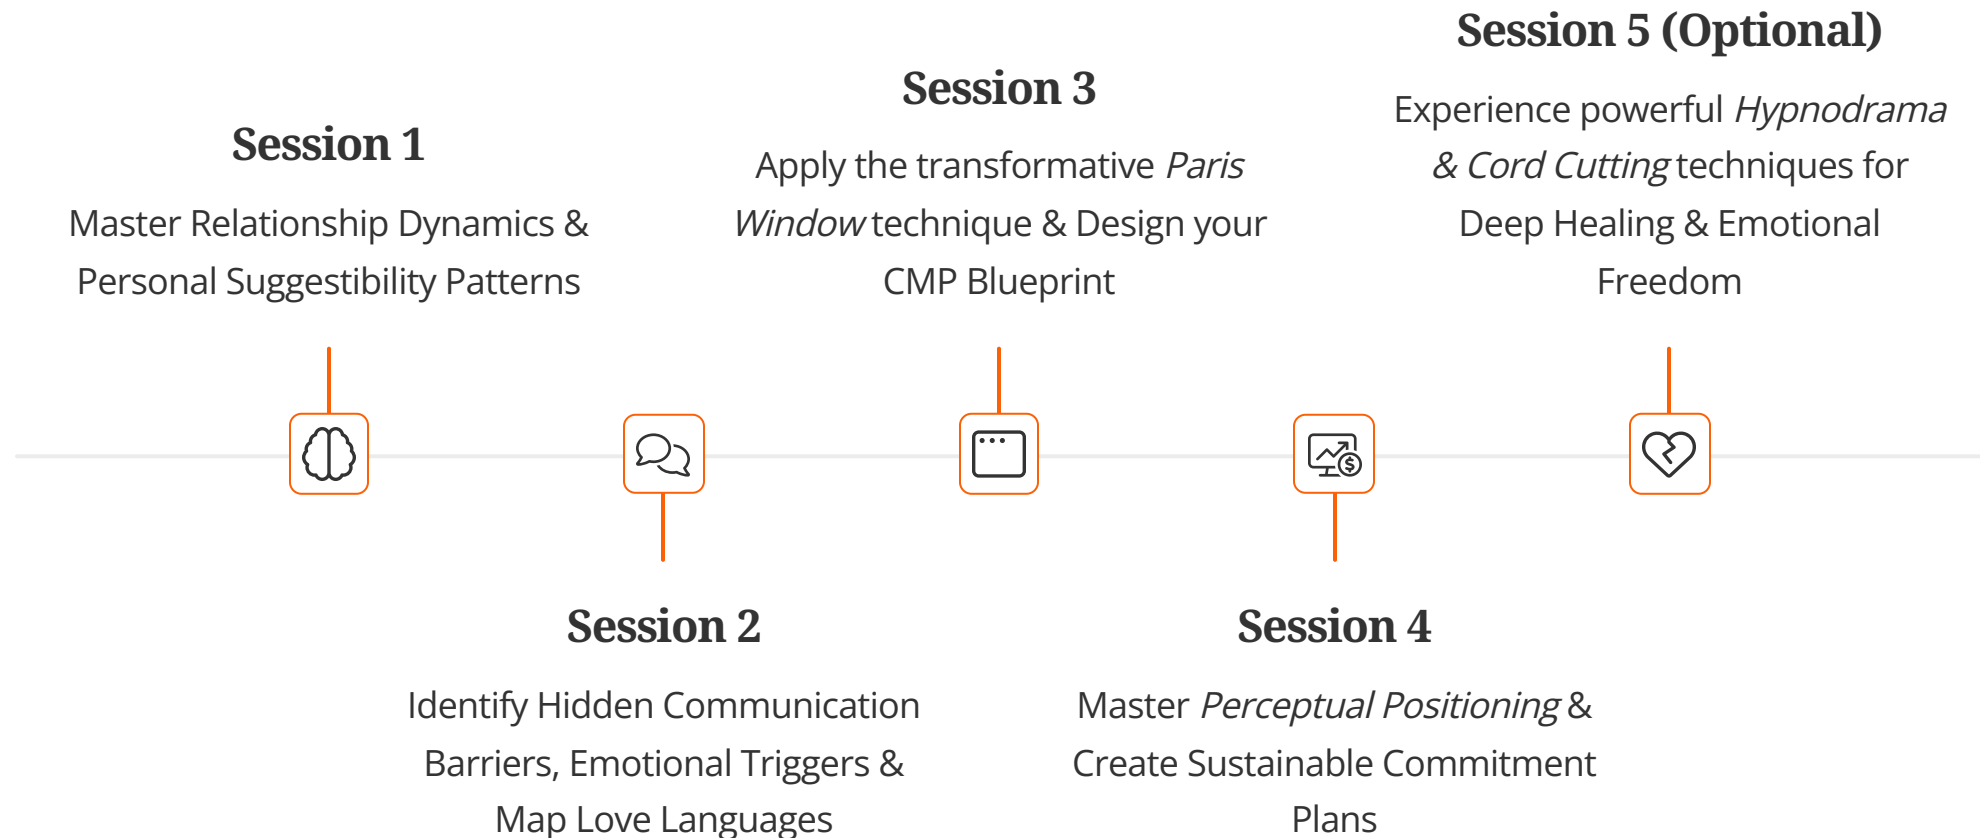 Session 1
Master Relationship Dynamics &
Personal Suggestibility Patterns
Session 2
Identify Hidden Communication
Barriers, Emotional Triggers &
Map Love Languages
Session 3
Apply the transformative Paris
Window technique & Design your
CMP Blueprint
Session 4
Master Perceptual Positioning &
Create Sustainable Commitment
Plans
Session 5 (Optional)
Experience powerful Hypnodrama
& Cord Cutting techniques for
Deep Healing & Emotional
Freedom